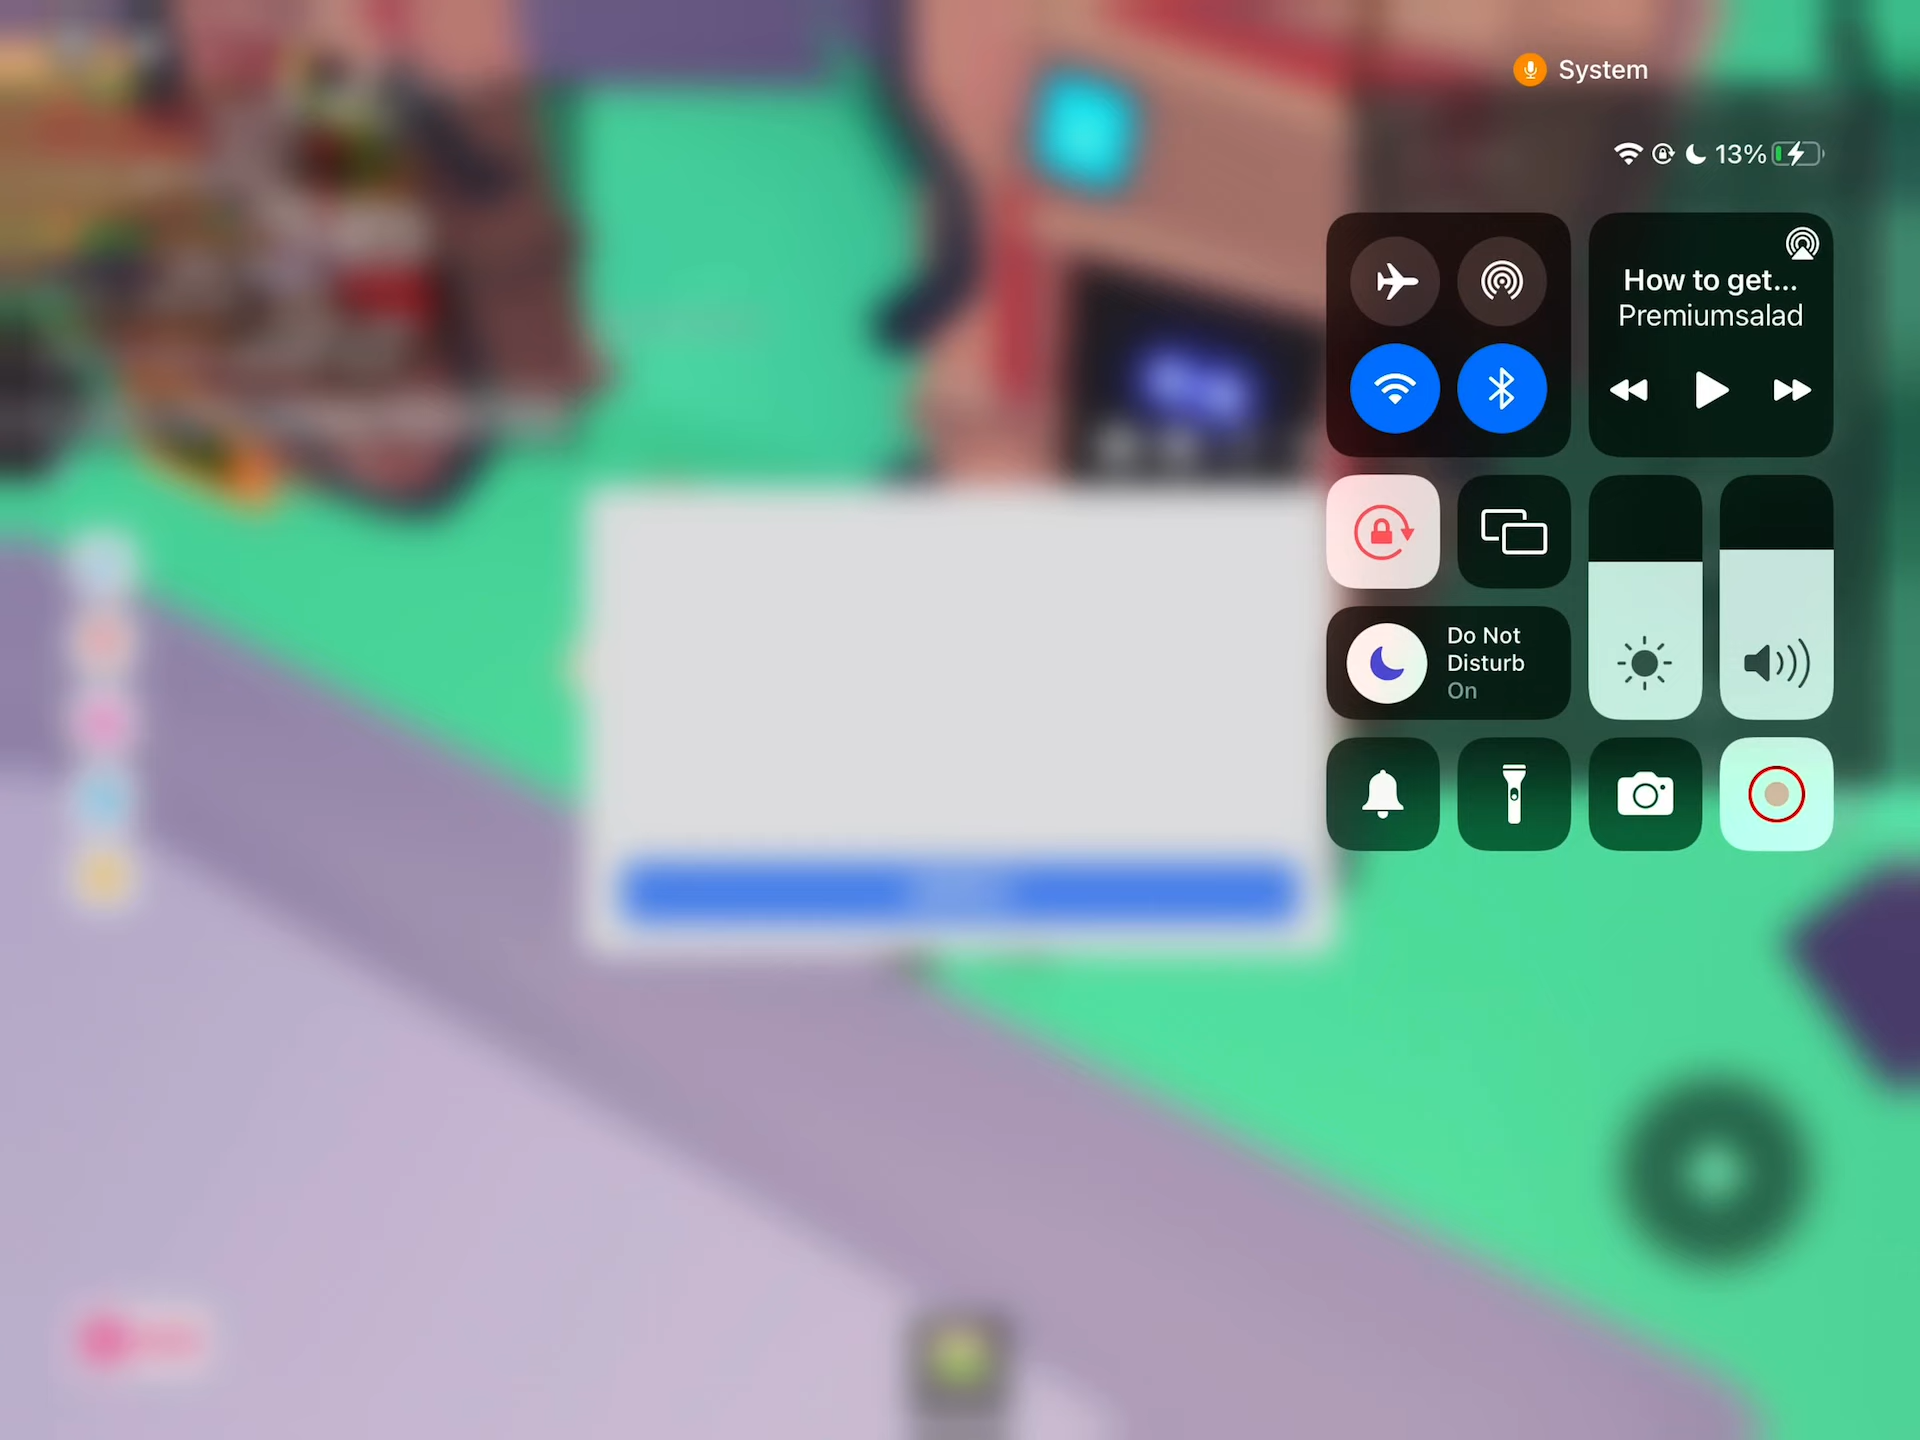 System
13%
How to get...
Premiumsalad
Do Not
Disturb
On